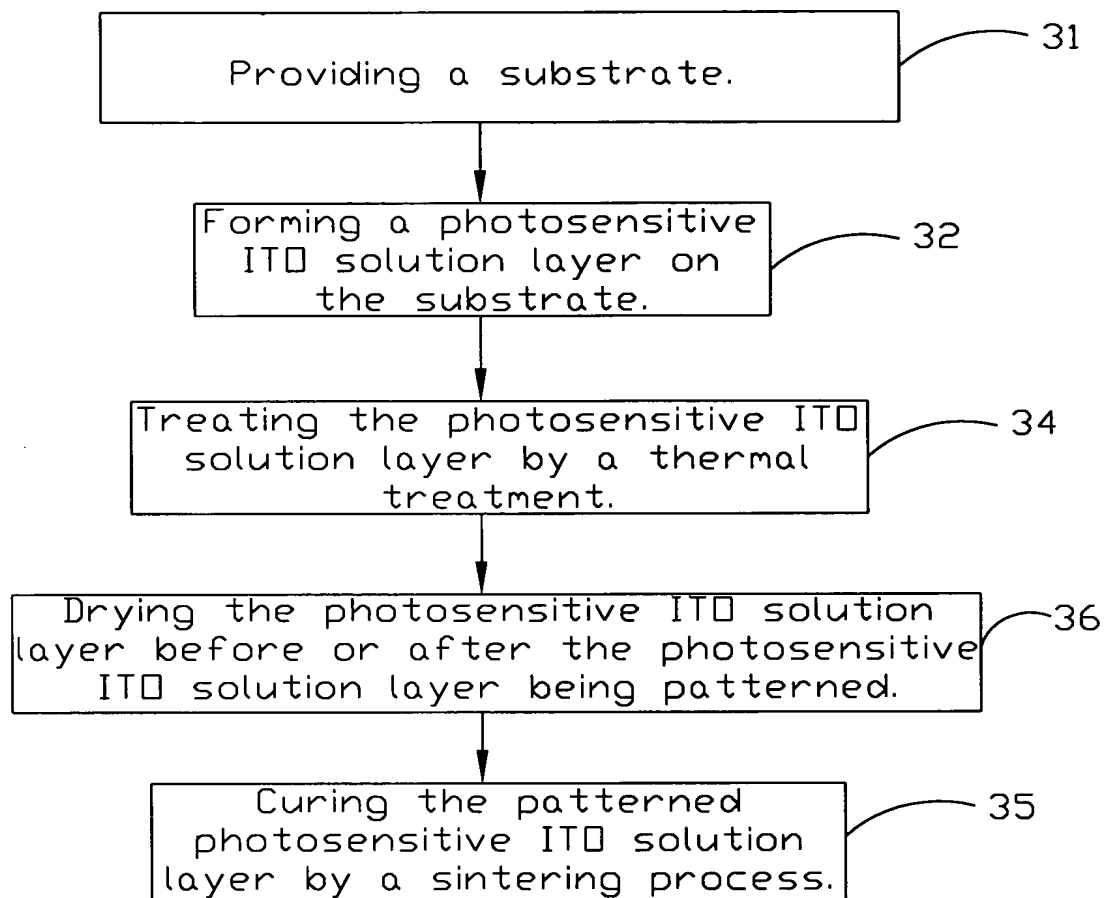 31
Providing a substrate.
32
Forming a photosensitive
ITO solution layer on
the substrate.
34
Treating the photosensitive ITO
solution layer by a thermal
treatment.
36
Drying the photosensitive ITO solution
layer before or after the photosensitive
ITO solution layer being patterned.
35
Curing the patterned
photosensitive ITO solution
layer by a sintering process.